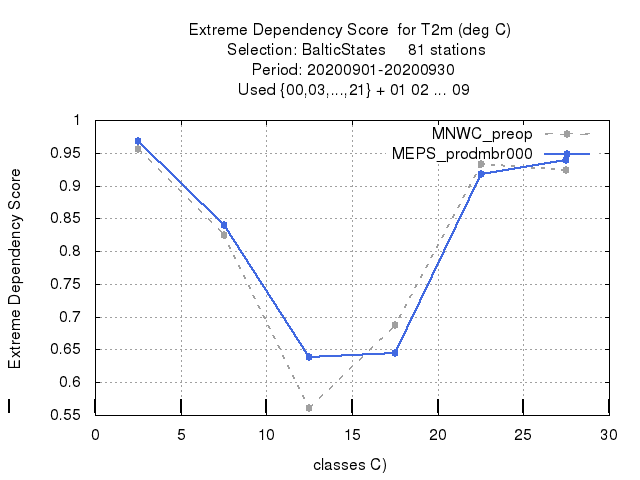 Extreme Dependency Score  for T2m (deg C)
Selection: BalticStates     81 stations
Period: 20200901-20200930
Used {00,03,...,21} + 01 02 ... 09
MNWC_preop
MEPS_prodmbr000
1
0.95
0.9
0.85
0.8
0.75
0.7
0.65
0.6
0.55
Extreme Dependency Score
0 5 10 15 20 25 30
classes C)